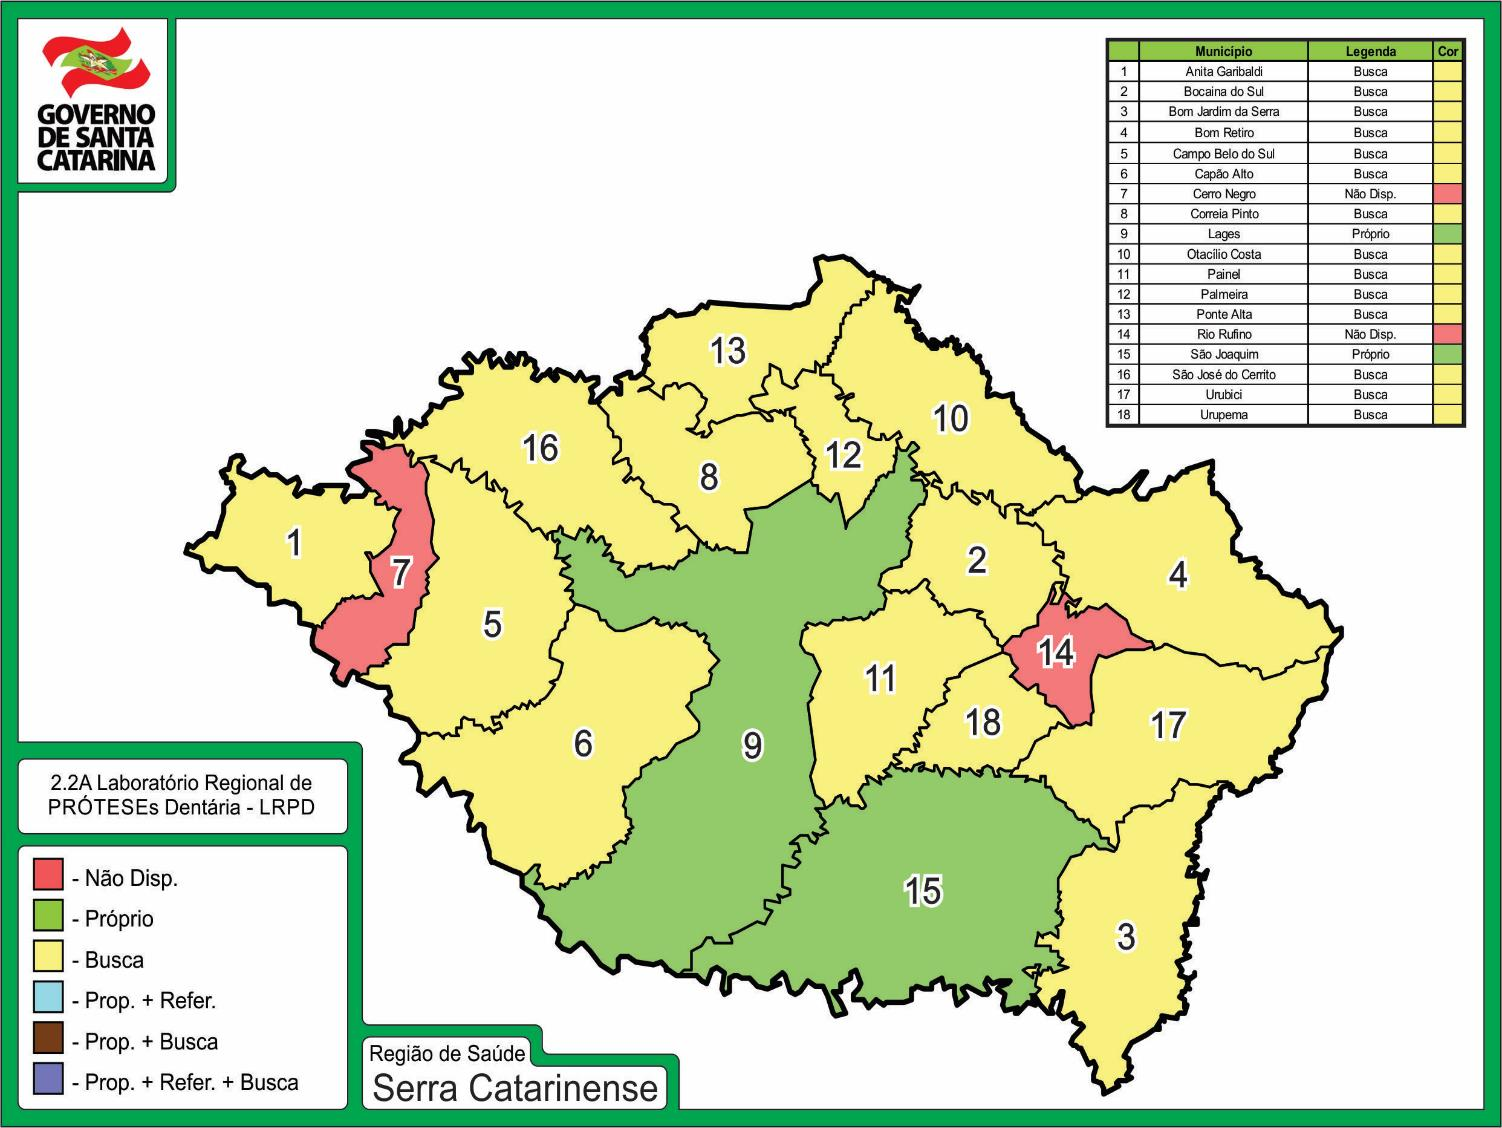 GOVERNO
DE SANTA
CATARINA
Município Legenda Cor
1 Anita Garibaldi Busca
2 Bocaina do Sul Busca
3 Bom Jardim da Serra Busca
4 Bom Retiro Busca
5 Campo Belo do Sul Busca
6 Capão Alto Busca
7 Cerro Negro Não Disp.
8 Correia Pinto Busca
9 Lages Próprio
10 Otacílio Costa Busca
11 Painel Busca
12 Palmeira Busca
13 Ponte Alta Busca
14 Rio Rufino Não Disp.
15 São Joaquim Próprio
16 São José do Cerrito Busca
17 Urubici Busca
18 Urupema Busca
13
10
16
12
8
1
2
7
4
5
14
11
18
17
6
9
15
3
2.2A Laboratório Regional de
PRÓTESEs Dentária - LRPD
- Não Disp.
- Próprio
- Busca
- Prop. + Refer.
- Prop. + Busca
- Prop. + Refer. + Busca
Região de Saúde
Serra Catarinense